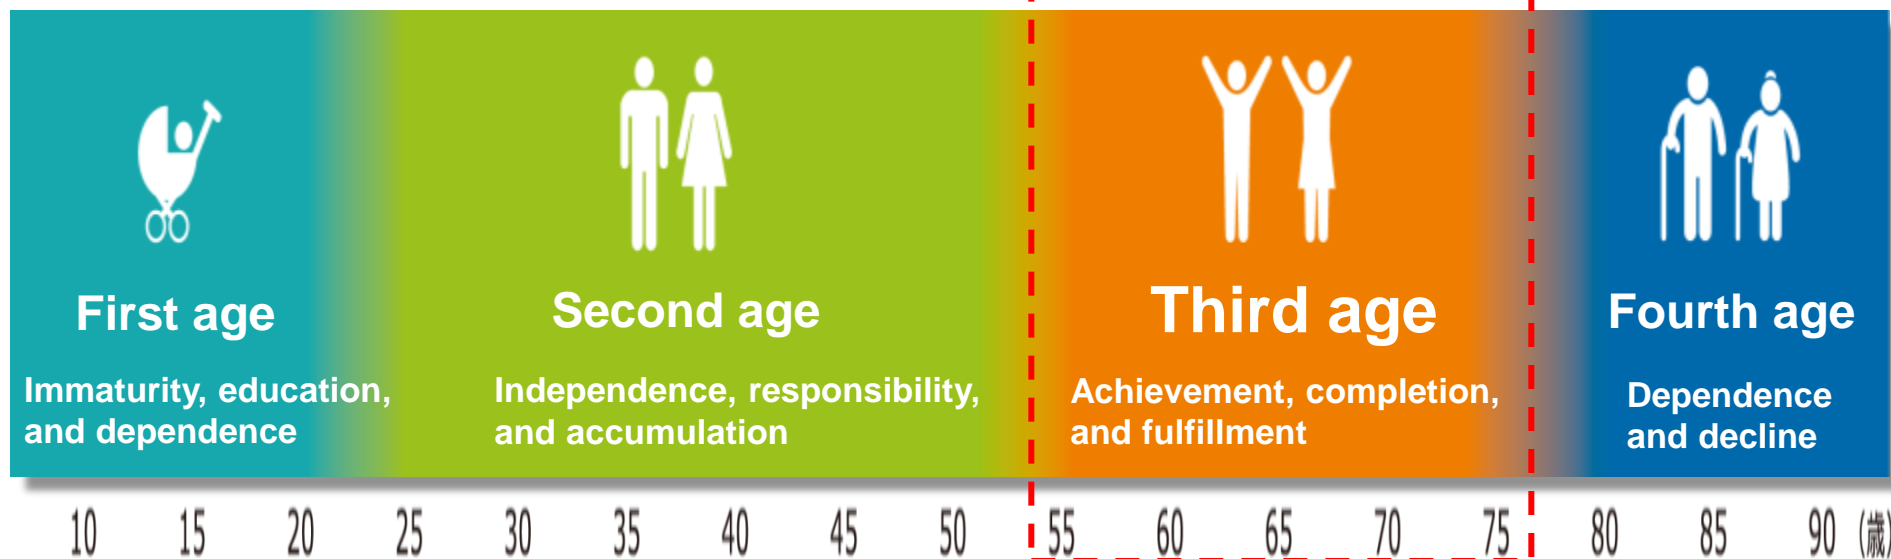 First age
Immaturity, education,
and dependence
Second age
Independence, responsibility,
and accumulation
Third age
Achievement, completion,
and fulfillment
Fourth age
Dependence
and decline
10 15 20 25 30 35 40 45 50 55 60 65 70 75 80 85 90 (歳)